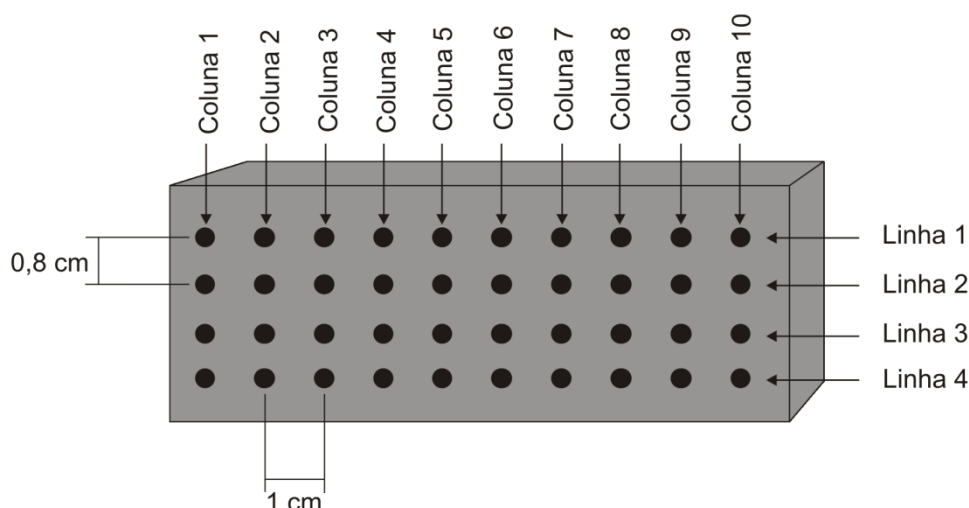 Coluna 1
Coluna 2
Coluna 3
Coluna 4
Coluna 5
Coluna 6
Coluna 7
Coluna 8
Coluna 9
Coluna 10
Linha 1
0,8 cm
Linha 2
Linha 3
Linha 4
1 cm